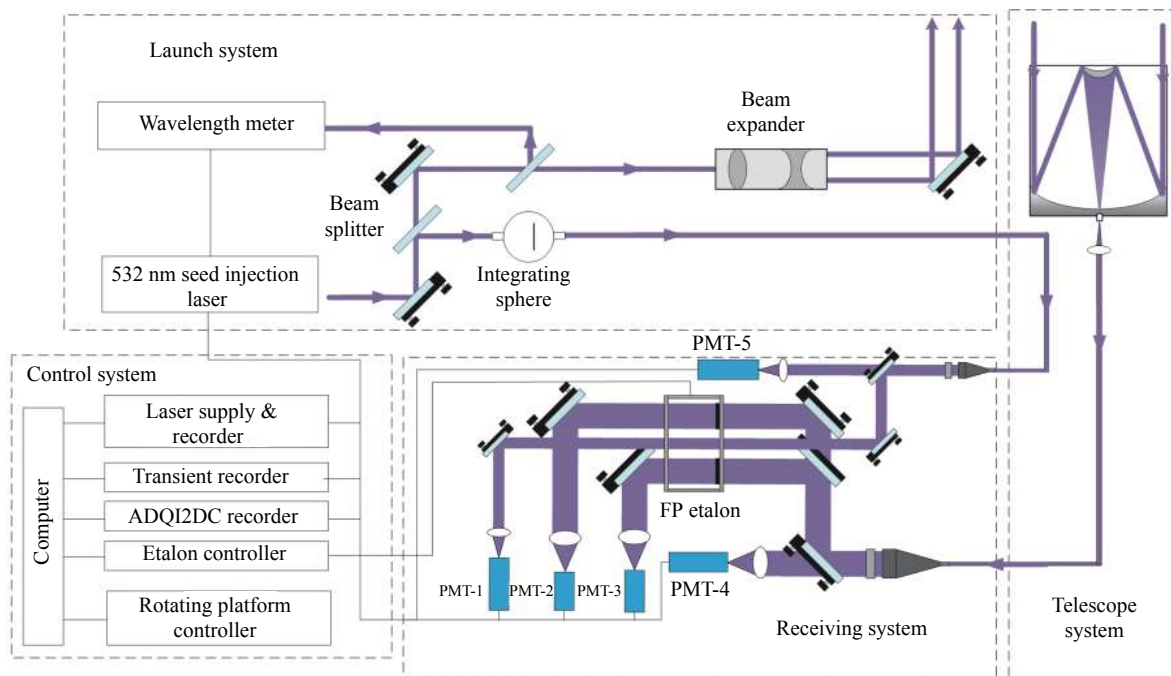 Launch system
Wavelength meter
Beam
expander
Beam
splitter
532 nm seed injection
laser
Integrating
sphere
Control system
Computer
Laser supply &
recorder
Transient recorder
ADQI2DC recorder
Etalon controller
Rotating platform
controller
PMT-5
FP etalon
PMT-1
PMT-2
PMT-3
PMT-4
Receiving system
Telescope
system